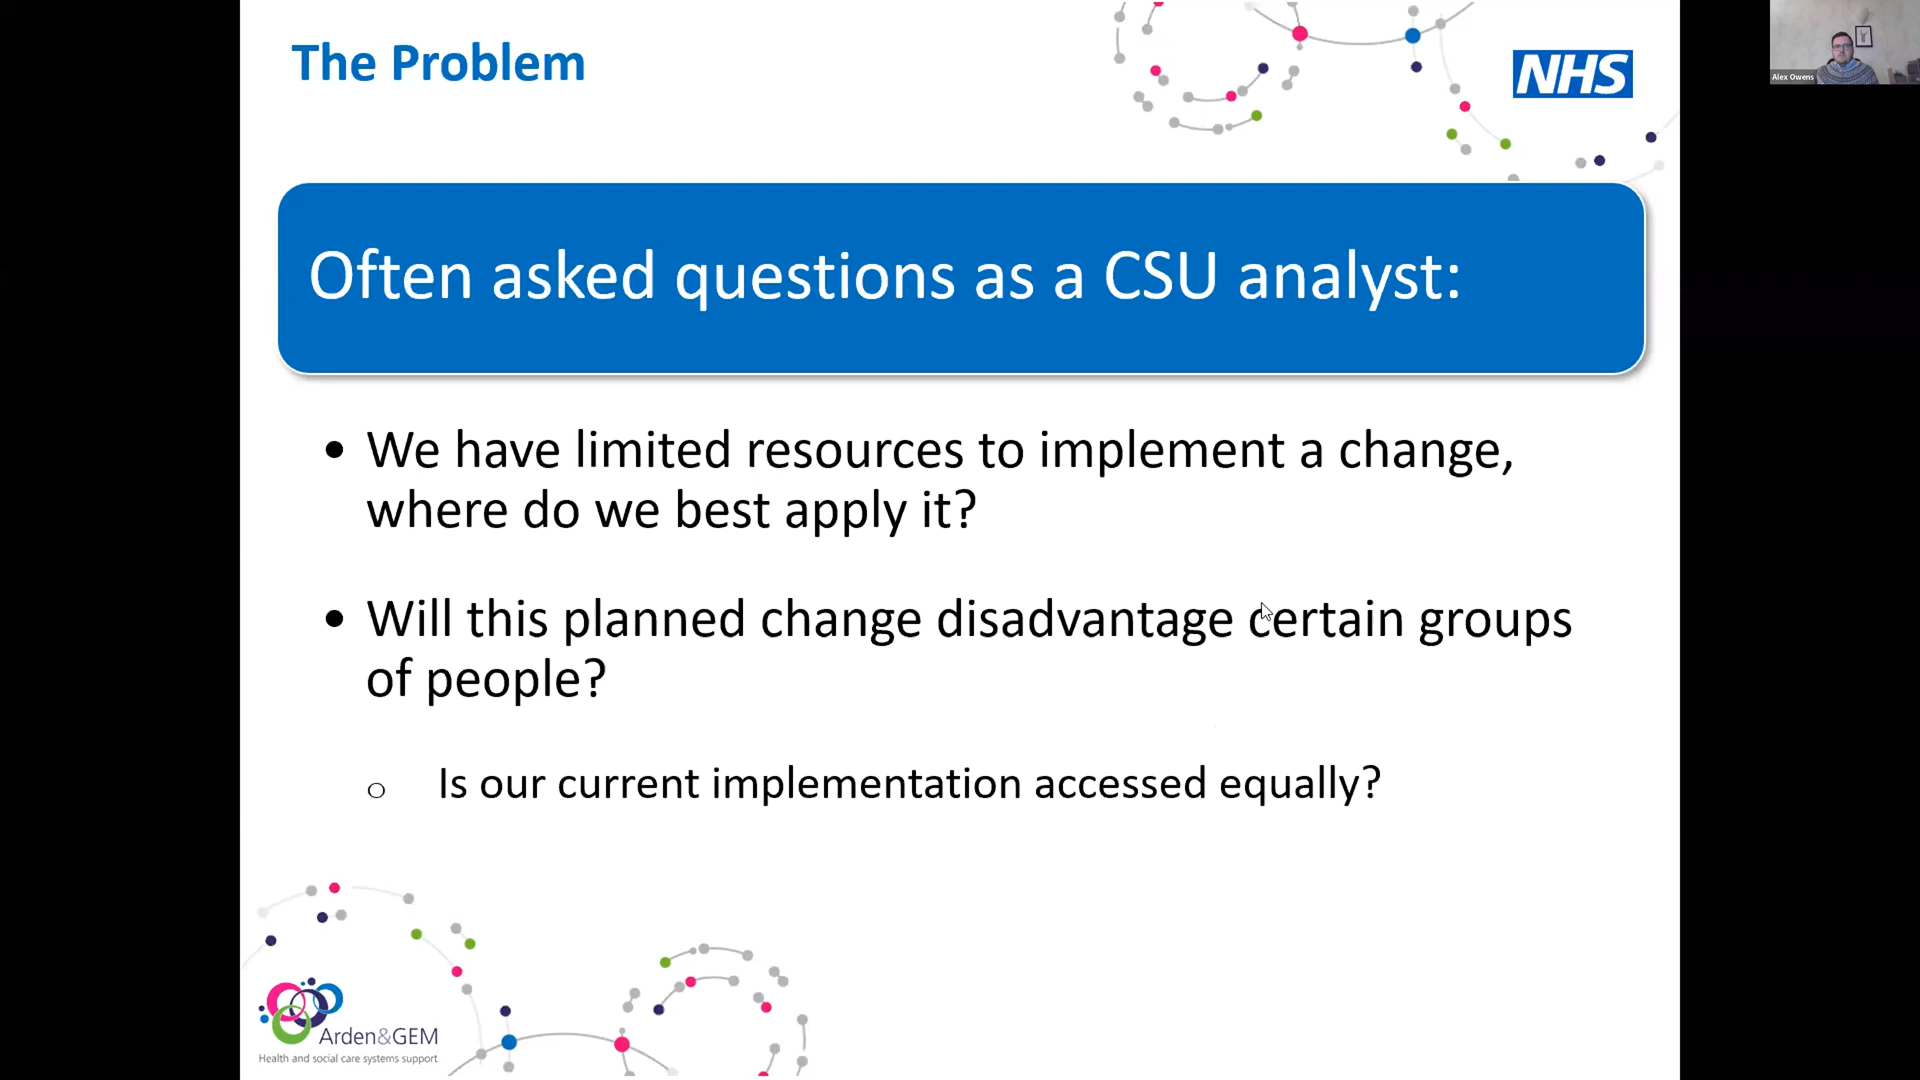 The Problem
NHS
Alex Owens
Often asked questions as a CSU analyst:
• We have limited resources to implement a change,
where do we best apply it?
• Will this planned change disadvantage certain groups
of people?
o Is our current implementation accessed equally?
Arden&GEM
Health and social care systems support